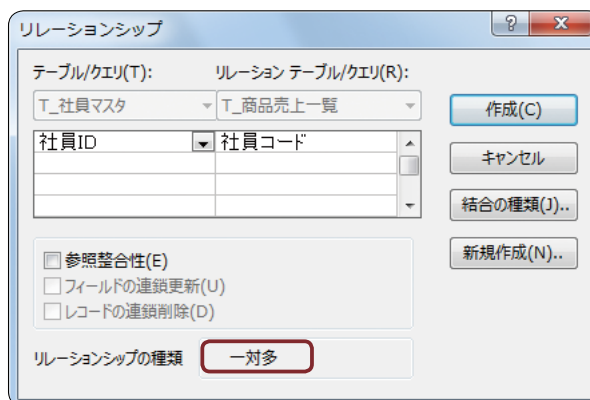 リレーションシップ
テーブル/クエリ(T): リレーション テーブル/クエリ(R):
T_社員マスタ T_商品売上一覧
社員ID 社員コード
作成(C)
キャンセル
結合の種類(J)..
新規作成(N)..
参照整合性(E)
フィールドの連鎖更新(U)
レコードの連鎖削除(D)
リレーションシップの種類 一対多